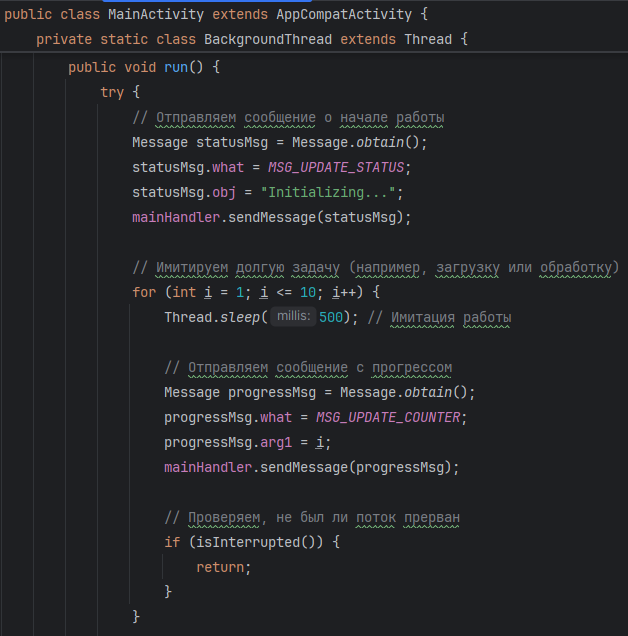 public class MainActivity extends AppCompatActivity {
private static class BackgroundThread extends Thread {
public void run() {
try {
// Отправляем сообщение о начале работы
Message statusMsg = Message.obtain();
statusMsg.what = MSG_UPDATE_STATUS;
statusMsg.obj = "Initializing...";
mainHandler.sendMessage(statusMsg);
// Имитируем долгую задачу (например, загрузку или обработку)
for (int i = 1; i <= 10; i++) {
Thread.sleep( millis: 500); // Имитация работы
// Отправляем сообщение с прогрессом
Message progressMsg = Message.obtain();
progressMsg.what = MSG_UPDATE_COUNTER;
progressMsg.arg1 = i;
mainHandler.sendMessage(progressMsg);
// Проверяем, не был ли поток прерван
if (isInterrupted()) {
return;
}
}